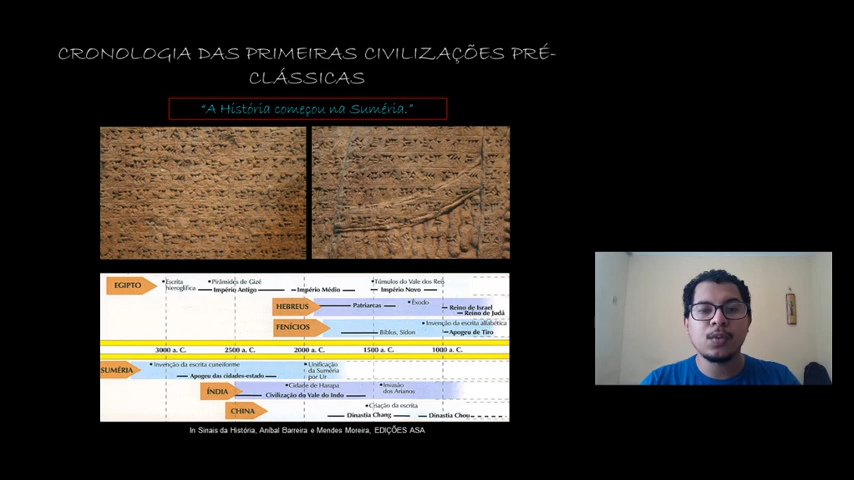 CRONOLOGIA DAS PRIMEIRAS CIVILIZAÇÕES PRÉ-
CLÁSSICAS
“A História começou na Suméria.”
EGIPTO
•Escrita
hieroglífica
•Pirâmides de Gizé
Império Antigo
Império Médio
•Túmulos do Vale dos Reis
Império Novo
HEBREUS
Patriarcas
•Êxodo
Reino de Israel
Reino de Judá
FENÍCIOS
Biblos, Sídon
•Invenção da escrita alfabética
•Apogeu de Tiro
3000 a. C. 2500 a. C. 2000 a. C. 1500 a. C. 1000 a. C.
SUMÉRIA
•Invenção da escrita cuneiforme
Apogeu das cidades-estado
•Unificação
da Suméria
por Ur
ÍNDIA
•Cidade de Harapa
Civilização do Vale do Indo
•Invasão
dos Arianos
CHINA
•Criação da escrita
Dinastia Chang
Dinastia Chou
In Sinais da História, Aníbal Barreira e Mendes Moreira, EDIÇÕES ASA